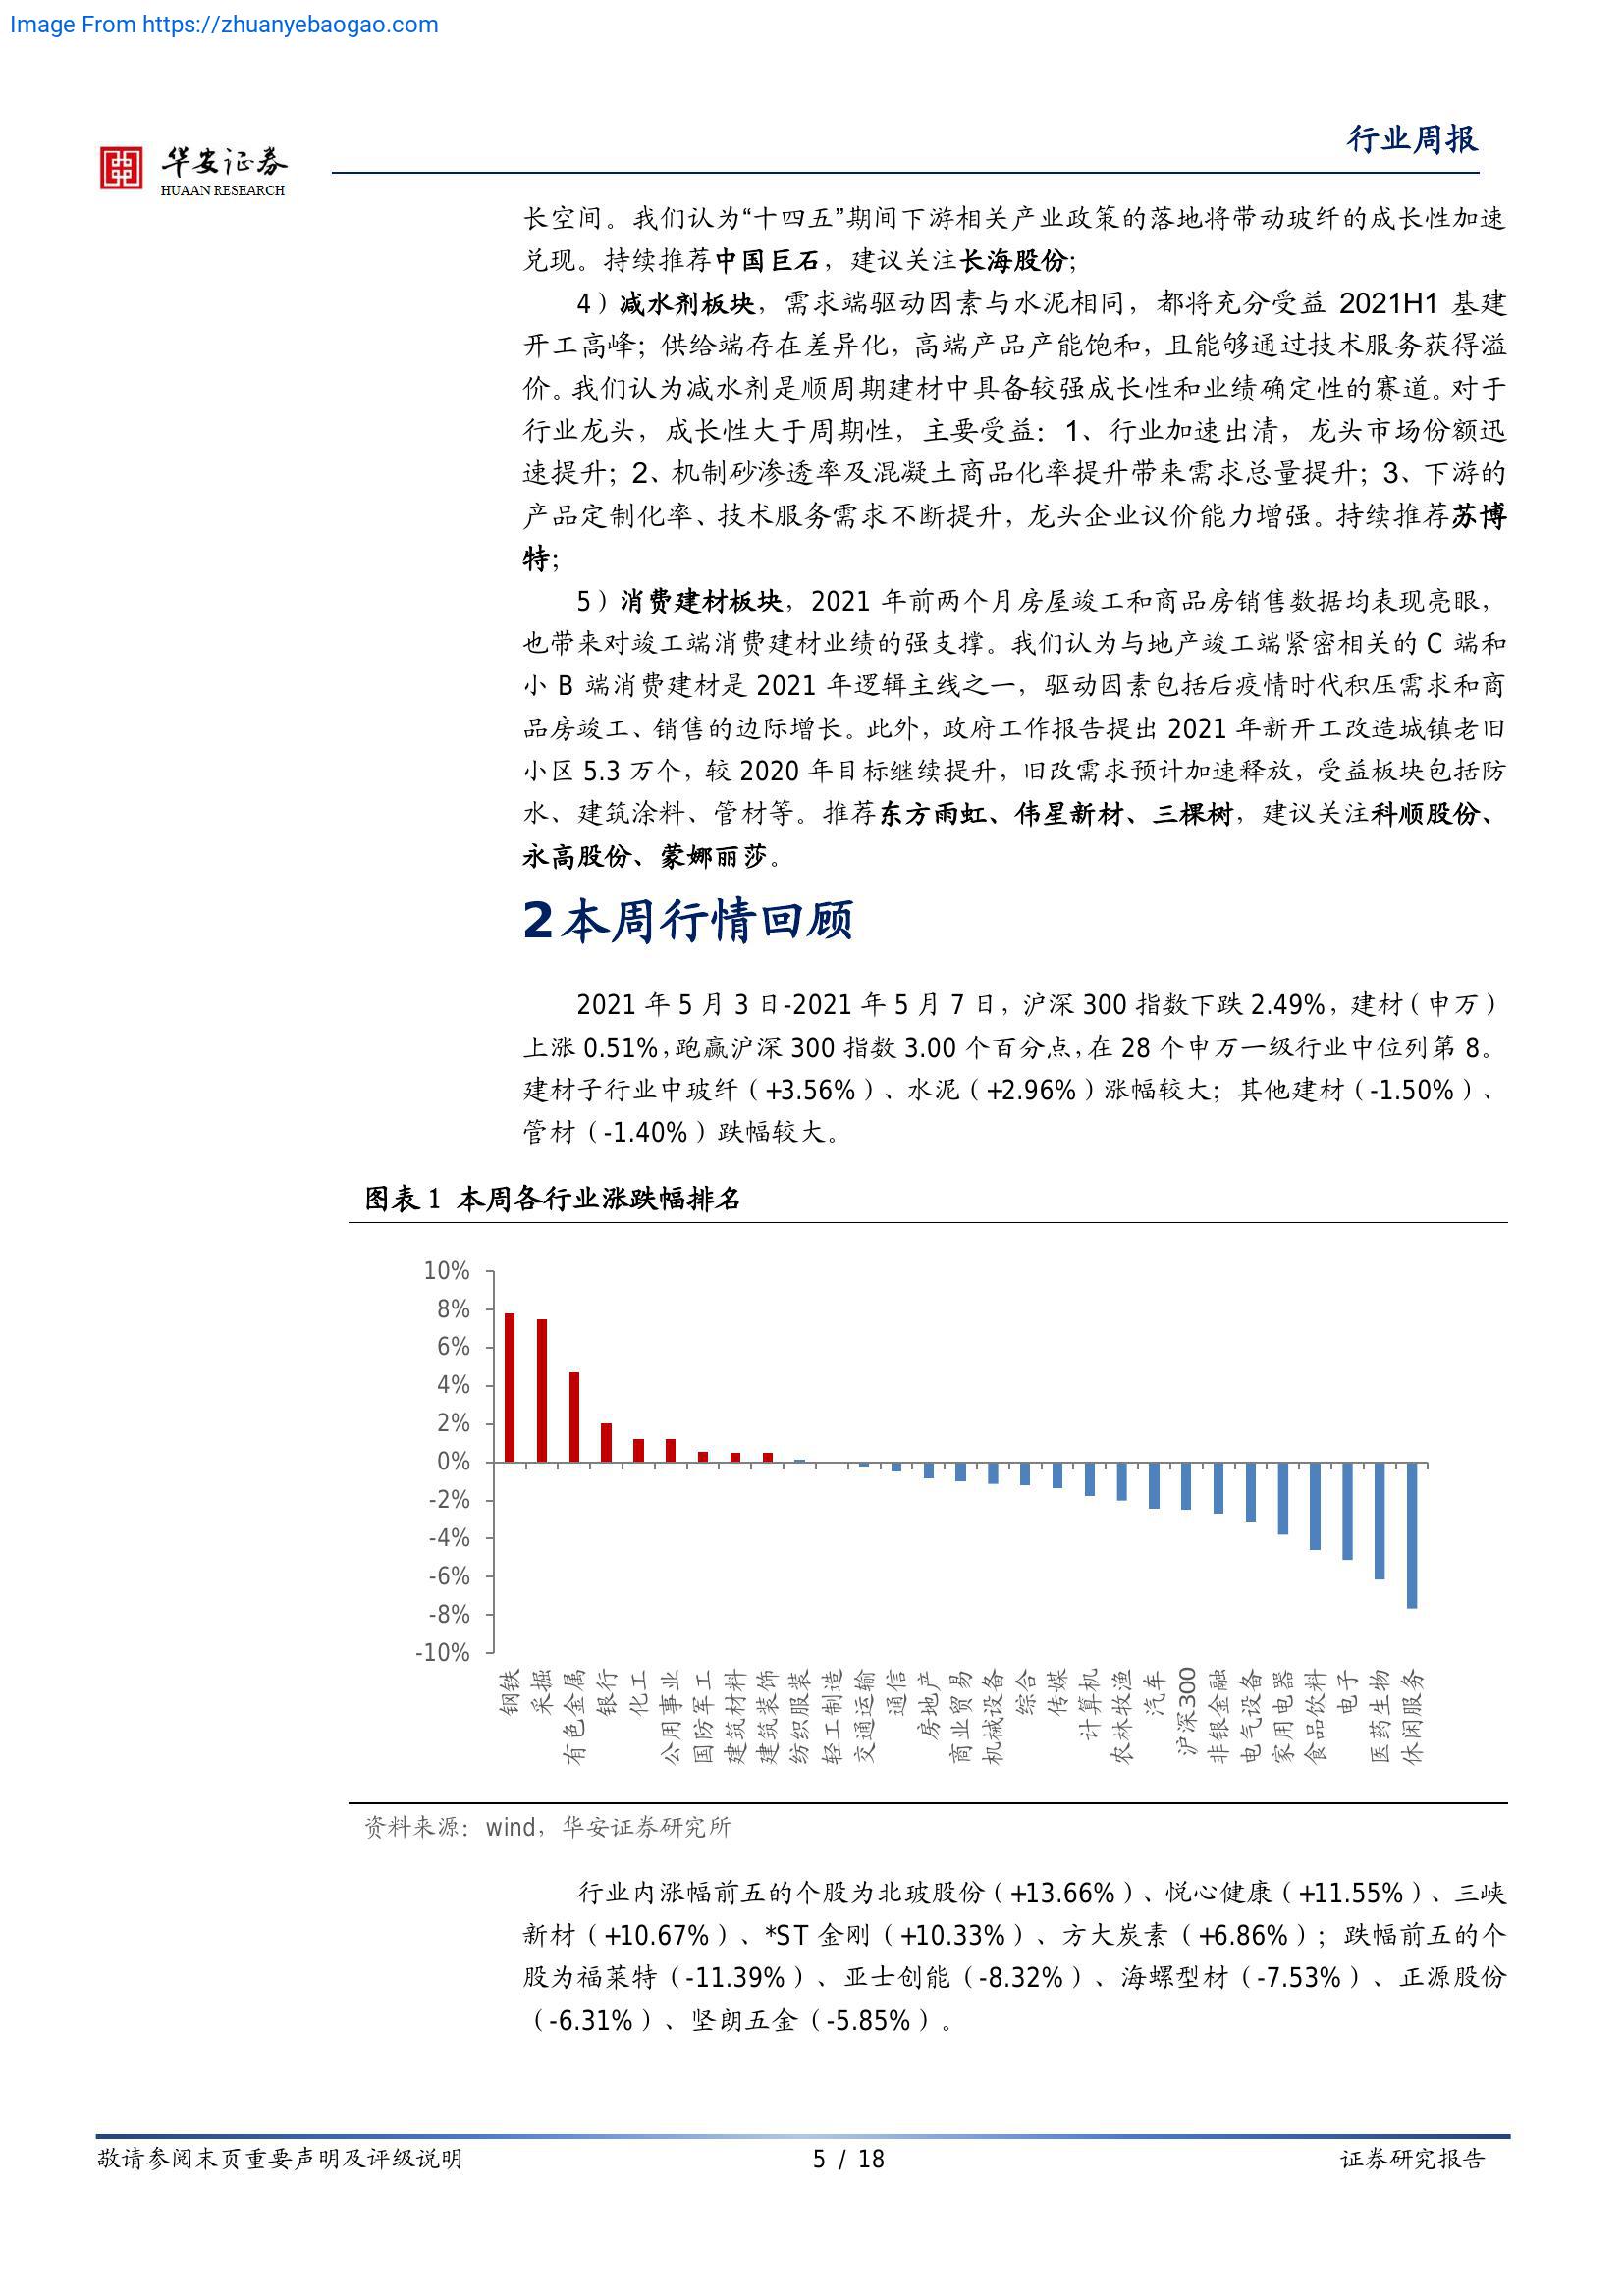 Image From https://zhuanyebaogao.com
行业周报
华安证券
HUAAN RESEARCH
长空间。我们认为“十四五”期间下游相关产业政策的落地将带动玻纤的成长性加速
兑现。持续推荐中国巨石，建议关注长海股份；
4）减水剂板块，需求端驱动因素与水泥相同，都将充分受益 2021H1 基建
开工高峰；供给端存在差异化，高端产品产能饱和，且能够通过技术服务获得溢
价。我们认为减水剂是顺周期建材中具备较强成长性和业绩确定性的赛道。对于
行业龙头，成长性大于周期性，主要受益：1、行业加速出清，龙头市场份额迅
速提升；2、机制砂渗透率及混凝土商品化率提升带来需求总量提升；3、下游的
产品定制化率、技术服务需求不断提升，龙头企业议价能力增强。持续推荐苏博
特；
5）消费建材板块，2021 年前两个月房屋竣工和商品房销售数据均表现亮眼，
也带来对竣工端消费建材业绩的强支撑。我们认为与地产竣工端紧密相关的 C 端和
小 B 端消费建材是 2021 年逻辑主线之一，驱动因素包括后疫情时代积压需求和商
品房竣工、销售的边际增长。此外，政府工作报告提出 2021 年新开工改造城镇老旧
小区 5.3 万个，较 2020 年目标继续提升，旧改需求预计加速释放，受益板块包括防
水、建筑涂料、管材等。推荐东方雨虹、伟星新材、三棵树，建议关注科顺股份、
永高股份、蒙娜丽莎。
2 本周行情回顾
2021 年 5 月 3 日-2021 年 5 月 7 日，沪深 300 指数下跌 2.49%，建材（申万）
上涨 0.51%，跑赢沪深 300 指数 3.00 个百分点，在 28 个申万一级行业中位列第 8。
建材子行业中玻纤（+3.56%）、水泥（+2.96%）涨幅较大；其他建材（-1.50%）、
管材（-1.40%）跌幅较大。
图表 1 本周各行业涨跌幅排名
10%
8%
6%
4%
2%
0%
-2%
-4%
-6%
-8%
-10%
钢铁
采掘
有色金属
银行
化工
公用事业
国防军工
建筑材料
建筑装饰
纺织服装
轻工制造
交通运输
通信
房地产
商业贸易
机械设备
综合
传媒
计算机
农林牧渔
汽车
沪深300
非银金融
电气设备
家用电器
食品饮料
电子
医药生物
休闲服务
资料来源：wind，华安证券研究所
行业内涨幅前五的个股为北玻股份（+13.66%）、悦心健康（+11.55%）、三峡
新材（+10.67%）、*ST 金刚（+10.33%）、方大炭素（+6.86%）；跌幅前五的个
股为福莱特（-11.39%）、亚士创能（-8.32%）、海螺型材（-7.53%）、正源股份
（-6.31%）、坚朗五金（-5.85%）。
敬请参阅末页重要声明及评级说明
5 / 18
证券研究报告